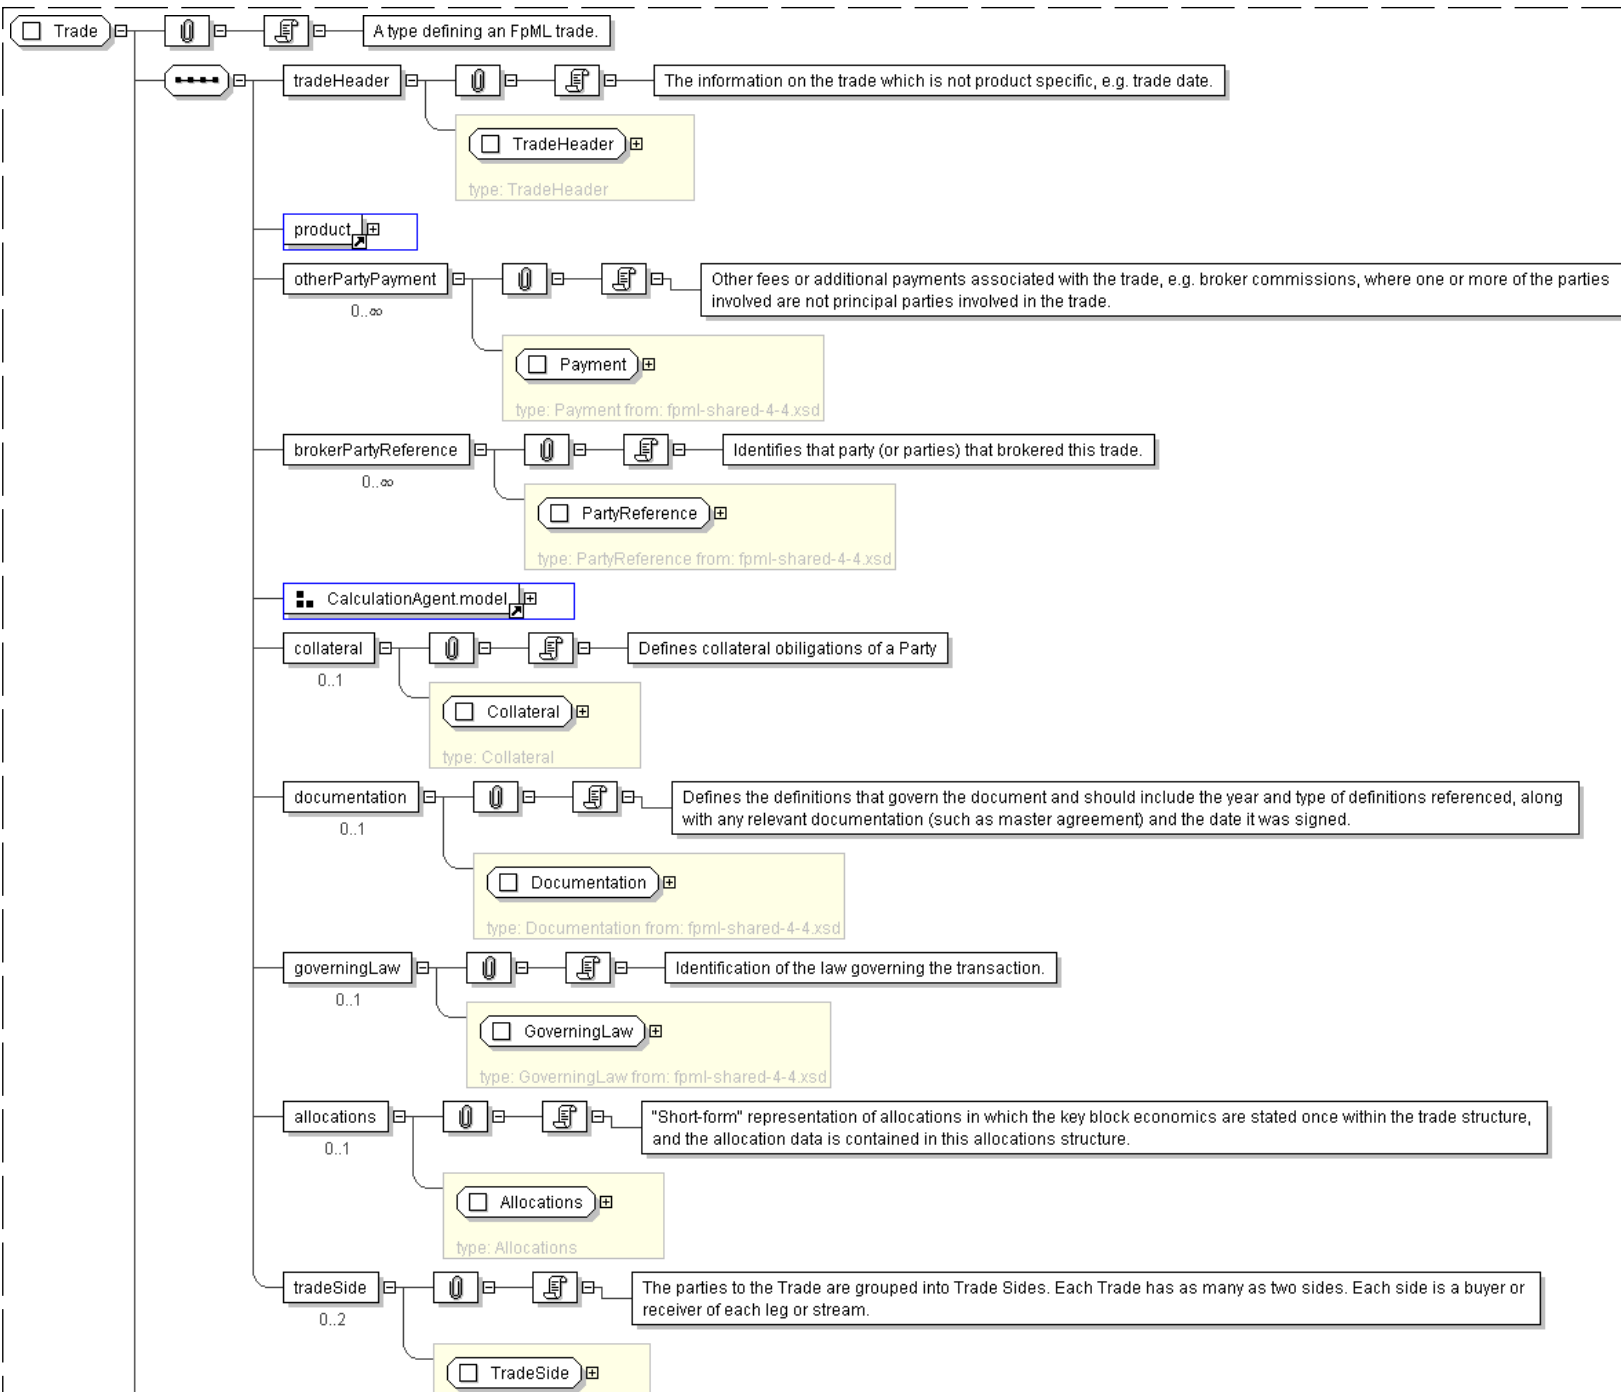 Trade
A type defining an FpML trade.
tradeHeader
The information on the trade which is not product specific, e.g. trade date.
TradeHeader
type: TradeHeader
product
otherPartyPayment
0..∞
Other fees or additional payments associated with the trade, e.g. broker commissions, where one or more of the parties
involved are not principal parties involved in the trade.
Payment
type: Payment from: fpml-shared-4-4.xsd
brokerPartyReference
0..∞
Identifies that party (or parties) that brokered this trade.
PartyReference
type: PartyReference from: fpml-shared-4-4.xsd
CalculationAgent.model
collateral
0..1
Defines collateral obiligations of a Party
Collateral
type: Collateral
documentation
0..1
Defines the definitions that govern the document and should include the year and type of definitions referenced, along
with any relevant documentation (such as master agreement) and the date it was signed.
Documentation
type: Documentation from: fpml-shared-4-4.xsd
governingLaw
0..1
Identification of the law governing the transaction.
GoverningLaw
type: GoverningLaw from: fpml-shared-4-4.xsd
allocations
0..1
"Short-form" representation of allocations in which the key block economics are stated once within the trade structure,
and the allocation data is contained in this allocations structure.
Allocations
type: Allocations
tradeSide
0..2
The parties to the Trade are grouped into Trade Sides. Each Trade has as many as two sides. Each side is a buyer or
receiver of each leg or stream.
TradeSide